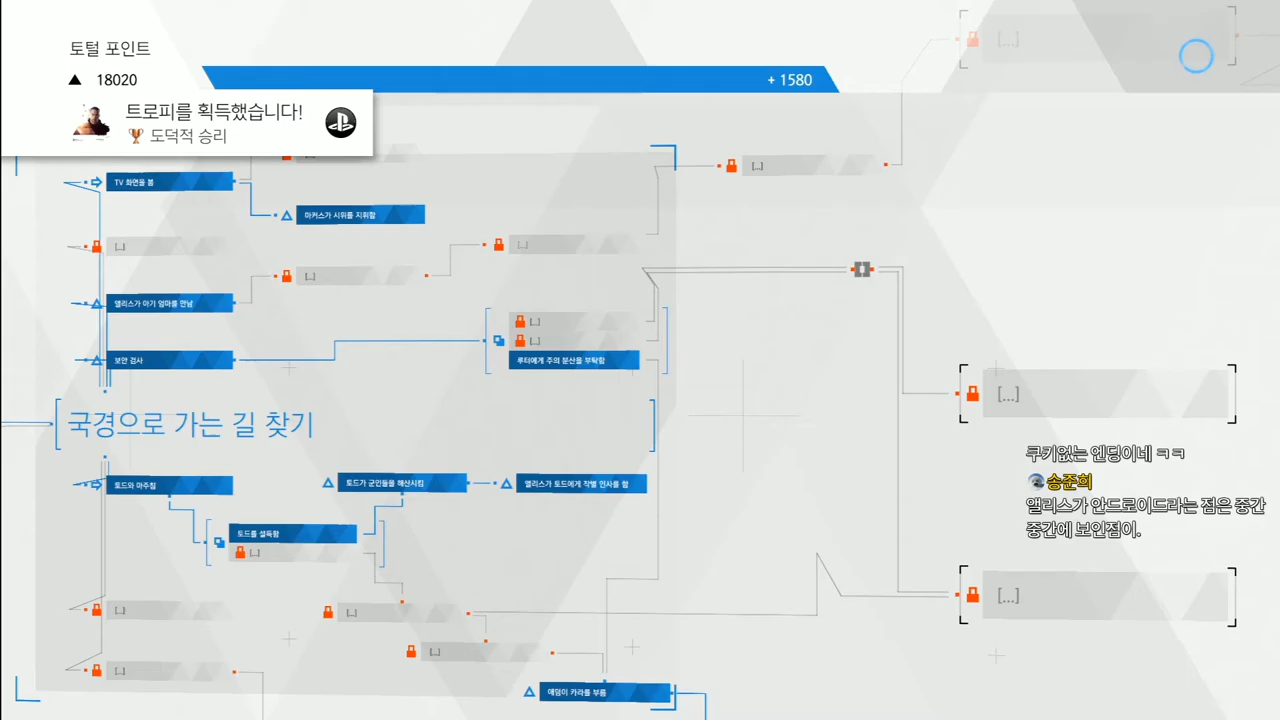 토털 포인트
18020
+ 1580
트로피를 획득했습니다!
도덕적 승리
[...]
[...]
TV 화면을 봄
마커스가 시위를 지휘함
[...]
[...]
[...]
앨리스가 아기 엄마를 만남
[...]
[...]
보안 검사
루터에게 주의 분산을 부탁함
[...]
국경으로 가는 길 찾기
쿠키없는 엔딩이네 ㅋㅋ
송준희
앨리스가 안드로이드라는 점은 중간
중간에 보인점이.
토드와 마주침
토드가 군인들을 해산시킴
앨리스가 토드에게 작별 인사를 함
토드를 설득함
[...]
[...]
[...]
[...]
[...]
[...]
애덤이 카라를 부름